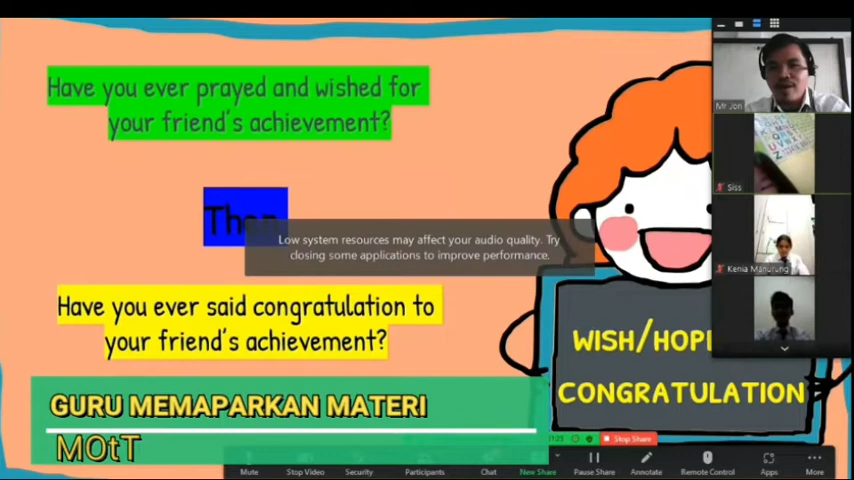 Have you ever prayed and wished for
your friend's achievement?
Low system resources may affect your audio quality. Try
closing some applications to improve performance.
Have you ever said congratulation to
your friend's achievement?
WISH/HOP
CONGRATULATION
GURU MEMAPARKAN MATERI
MOtT
Mr Jon
Siss
Kenia Manurung
Stop Share
Mute
Stop Video
Security
Participants
Chat
New Share
Pause Share
Annotate
Remote Control
Apps
More